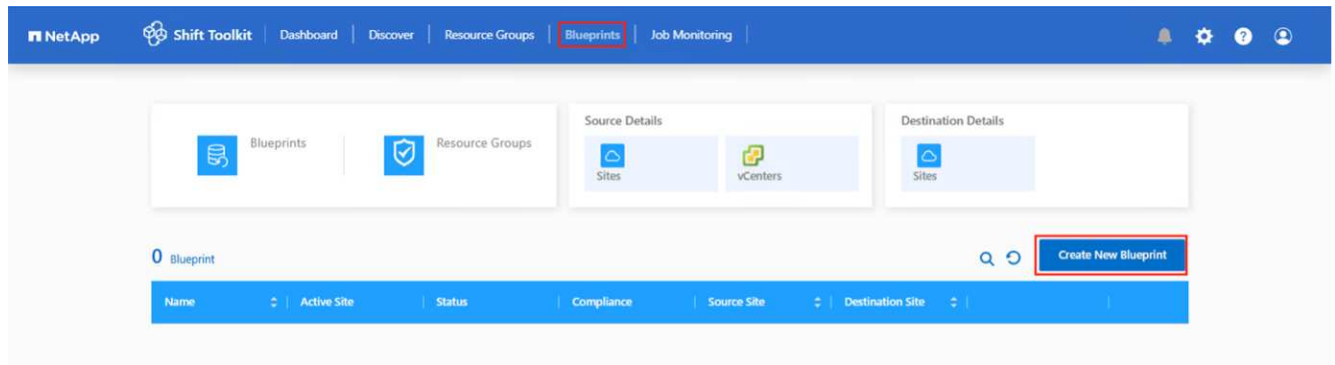 NetApp Shift Toolkit Dashboard Discover Resource Groups Blueprints Job Monitoring
Blueprints
Resource Groups
Source Details
Sites
vCenters
Destination Details
Sites
0 Blueprint
Create New Blueprint
Name Active Site Status Compliance Source Site Destination Site